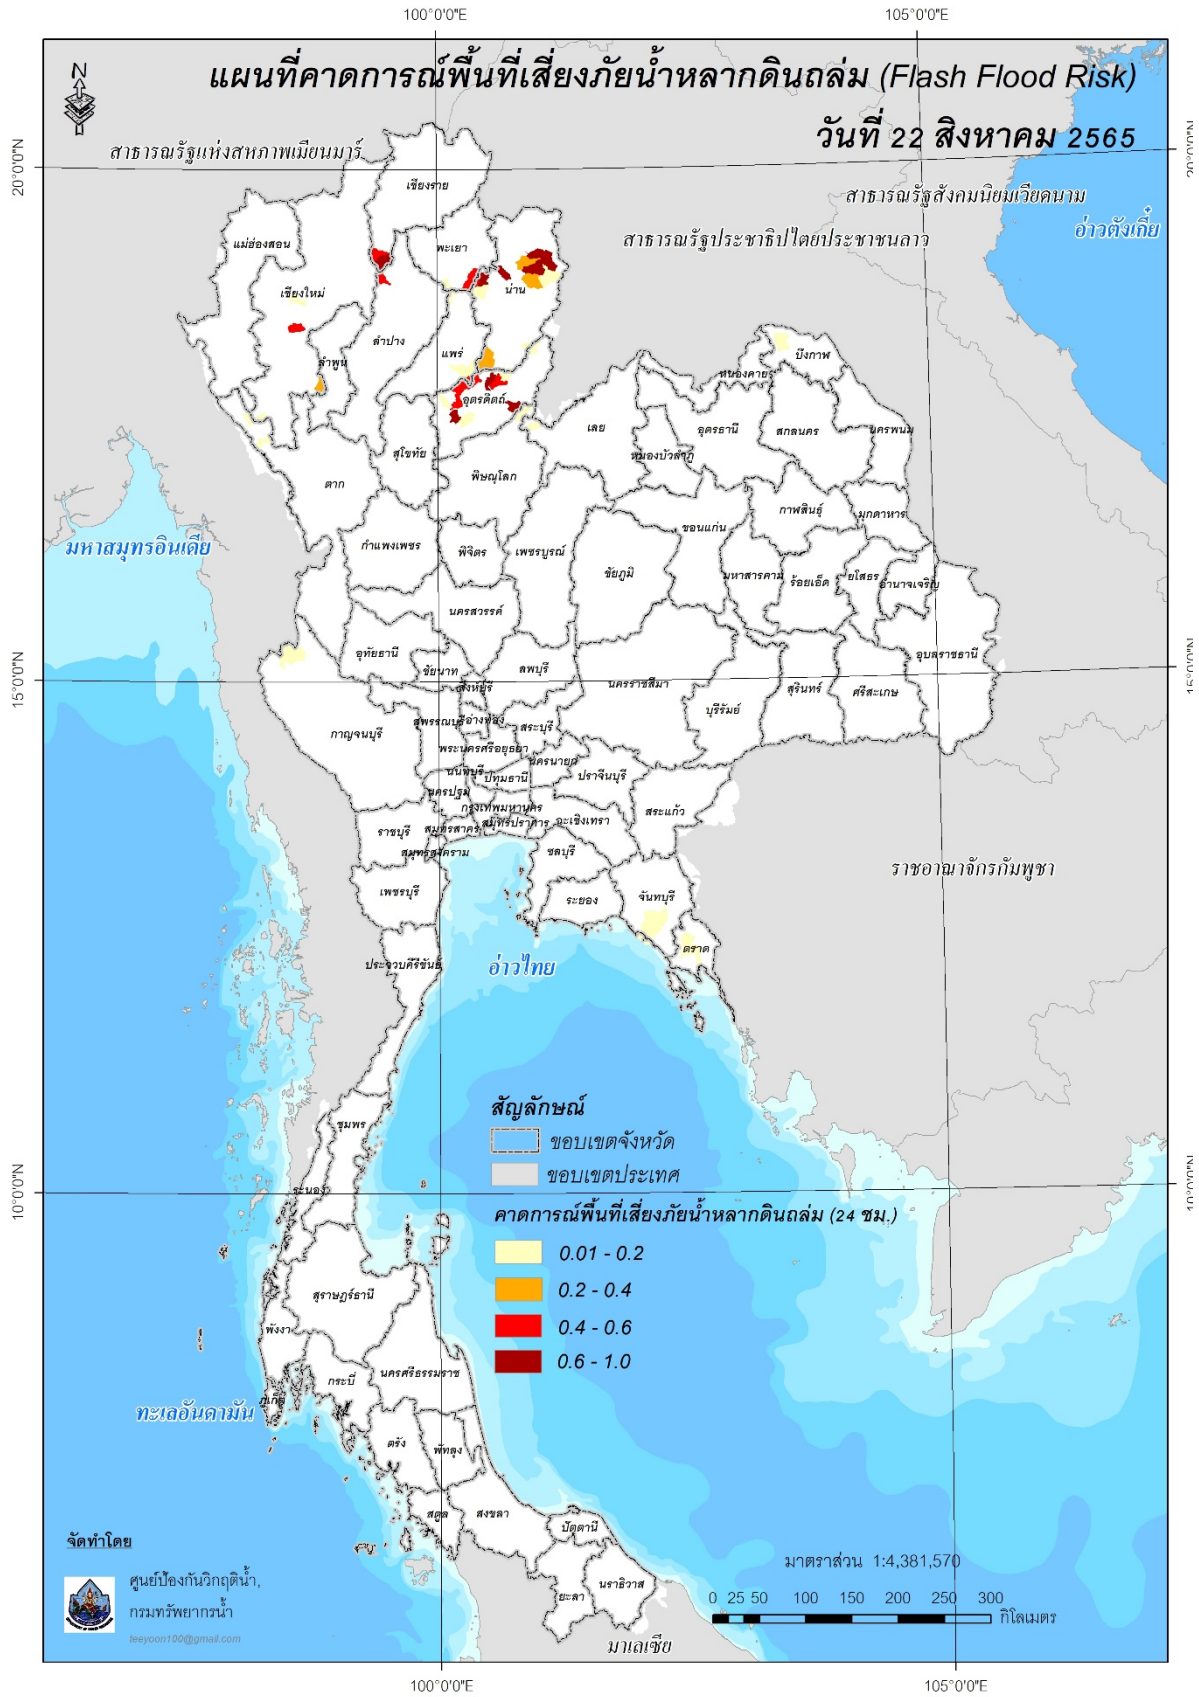 100°0'0"E
105°0'0"E
N
แผนที่คาดการณ์พื้นที่เสี่ยงภัยน้ำหลากดินถล่ม (Flash Flood Risk)
วันที่ 22 สิงหาคม 2565
20°0'0"N
20°0'0"N
สาธารณรัฐแห่งสหภาพเมียนมาร์
สาธารณรัฐสังคมนิยมเวียดนาม
สาธารณรัฐประชาธิปไตยประชาชนลาว
อ่าวตังเกี๋ย
เชียงราย
แม่ฮ่องสอน
พะเยา
เชียงใหม่
น่าน
ลำปาง
ลำพูน
แพร่
บึงกาฬ
หนองคาย
อุตรดิตถ์
เลย
อุดรธานี
สกลนคร
นครพนม
สุโขทัย
หนองบัวลำภู
พิษณุโลก
ตาก
กาฬสินธุ์
มุกดาหาร
ขอนแก่น
มหาสมุทรอินเดีย
กำแพงเพชร
พิจิตร
เพชรบูรณ์
ชัยภูมิ
มหาสารคาม
ร้อยเอ็ด
ยโสธร
อำนาจเจริญ
นครสวรรค์
อุทัยธานี
ชัยนาท
ลพบุรี
นครราชสีมา
อุบลราชธานี
15°0'0"N
15°0'0"N
สิงห์บุรี
สุรินทร์
ศรีสะเกษ
บุรีรัมย์
สุพรรณบุรี
อ่างทอง
สระบุรี
กาญจนบุรี
พระนครศรีอยุธยา
นครนายก
นนทบุรี
ปทุมธานี
ปราจีนบุรี
นครปฐม
กรุงเทพมหานคร
สระแก้ว
ราชบุรี
สมุทรสาคร
สมุทรปราการ
ฉะเชิงเทรา
สมุทรสงคราม
ชลบุรี
ราชอาณาจักรกัมพูชา
เพชรบุรี
ระยอง
จันทบุรี
ตราด
ประจวบคีรีขันธ์
อ่าวไทย
ชุมพร
สัญลักษณ์
ขอบเขตจังหวัด
ขอบเขตประเทศ
ระนอง
10°0'0"N
10°0'0"N
คาดการณ์พื้นที่เสี่ยงภัยน้ำหลากดินถล่ม (24 ชม.)
0.01 - 0.2
0.2 - 0.4
0.4 - 0.6
0.6 - 1.0
สุราษฎร์ธานี
พังงา
กระบี่
นครศรีธรรมราช
ภูเก็ต
ทะเลอันดามัน
ตรัง
พัทลุง
สตูล
สงขลา
ปัตตานี
ยะลา
นราธิวาส
มาเลเซีย
จัดทำโดย
ศูนย์ป้องกันวิกฤติน้ำ,
กรมทรัพยากรน้ำ
teeyoon100@gmail.com
มาตราส่วน 1:4,381,570
0 25 50 100 150 200 250 300
กิโลเมตร
100°0'0"E
105°0'0"E